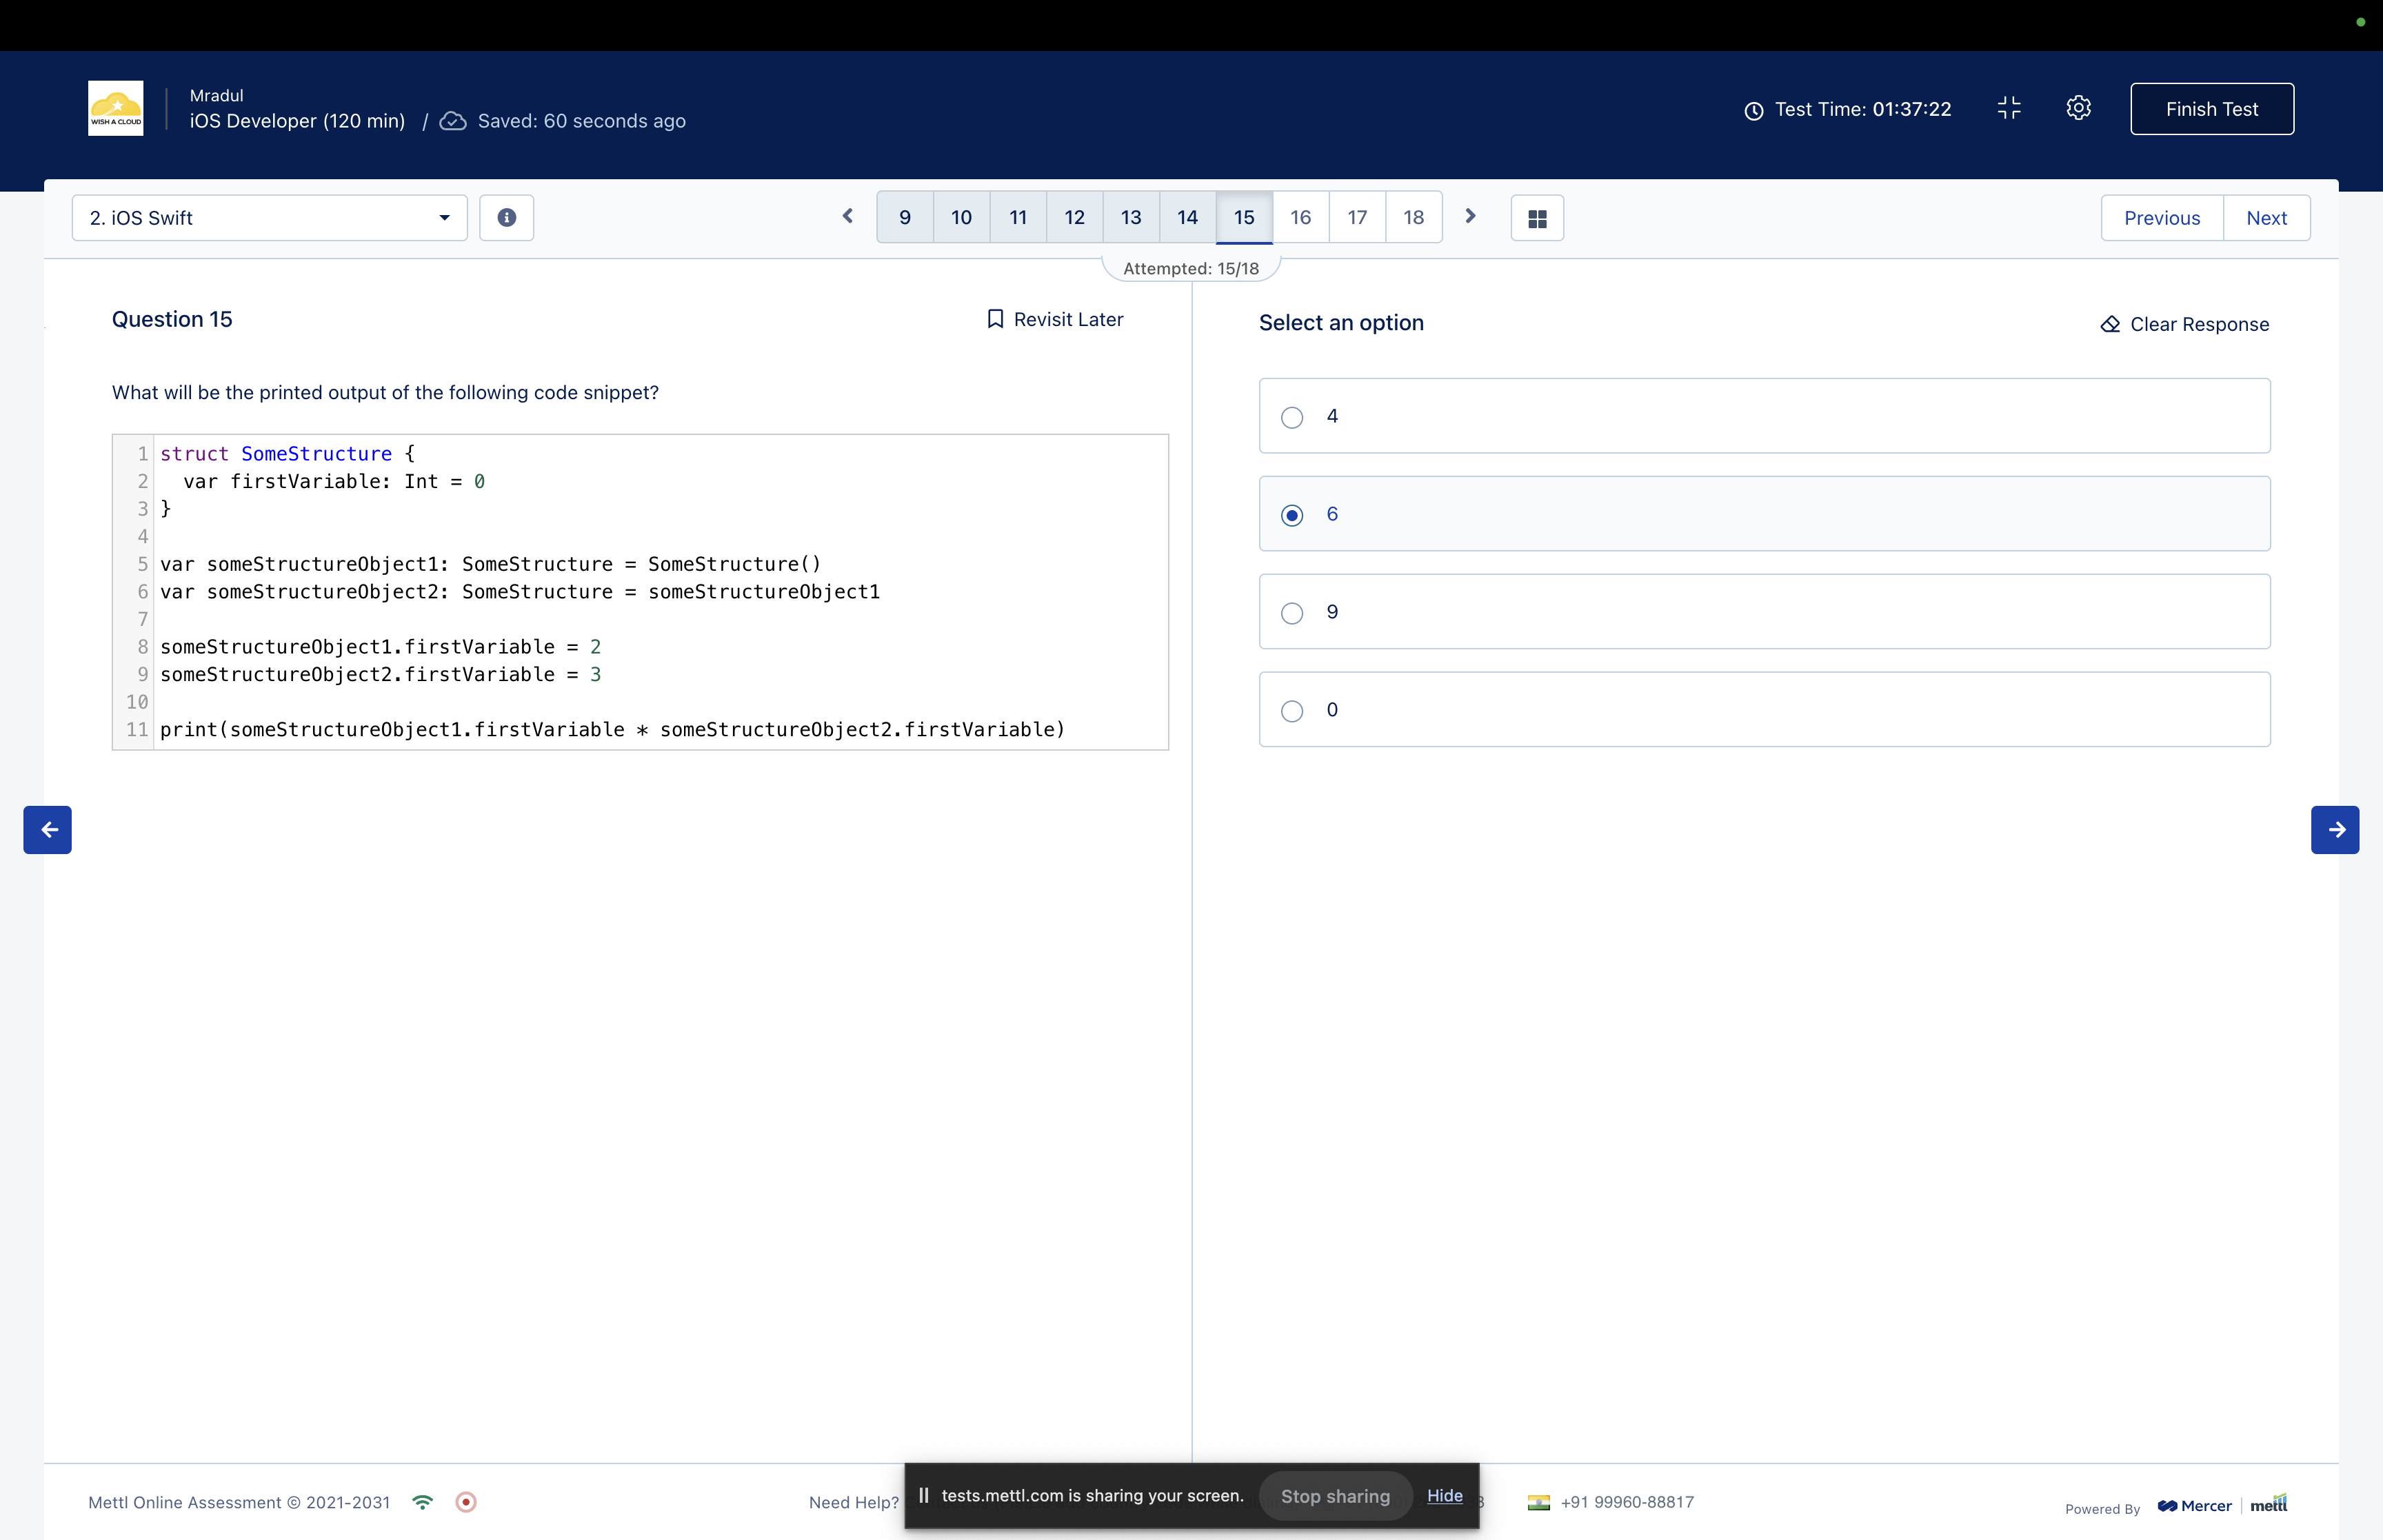 WISH A CLOUD
Mradul
iOS Developer (120 min) / Saved: 60 seconds ago
Test Time: 01:37:22
Finish Test
2. iOS Swift
9 10 11 12 13 14 15 16 17 18
Previous Next
Attempted: 15/18
Question 15
Revisit Later
What will be the printed output of the following code snippet?
1 struct SomeStructure {
2   var firstVariable: Int = 0
3 }
4
5 var someStructureObject1: SomeStructure = SomeStructure()
6 var someStructureObject2: SomeStructure = someStructureObject1
7
8 someStructureObject1.firstVariable = 2
9 someStructureObject2.firstVariable = 3
10
11 print(someStructureObject1.firstVariable * someStructureObject2.firstVariable)
Select an option
Clear Response
4
6
9
0
Mettl Online Assessment © 2021-2031
Need Help?
tests.mettl.com is sharing your screen. Stop sharing Hide
+91 99960-88817
Powered By Mercer | mettl